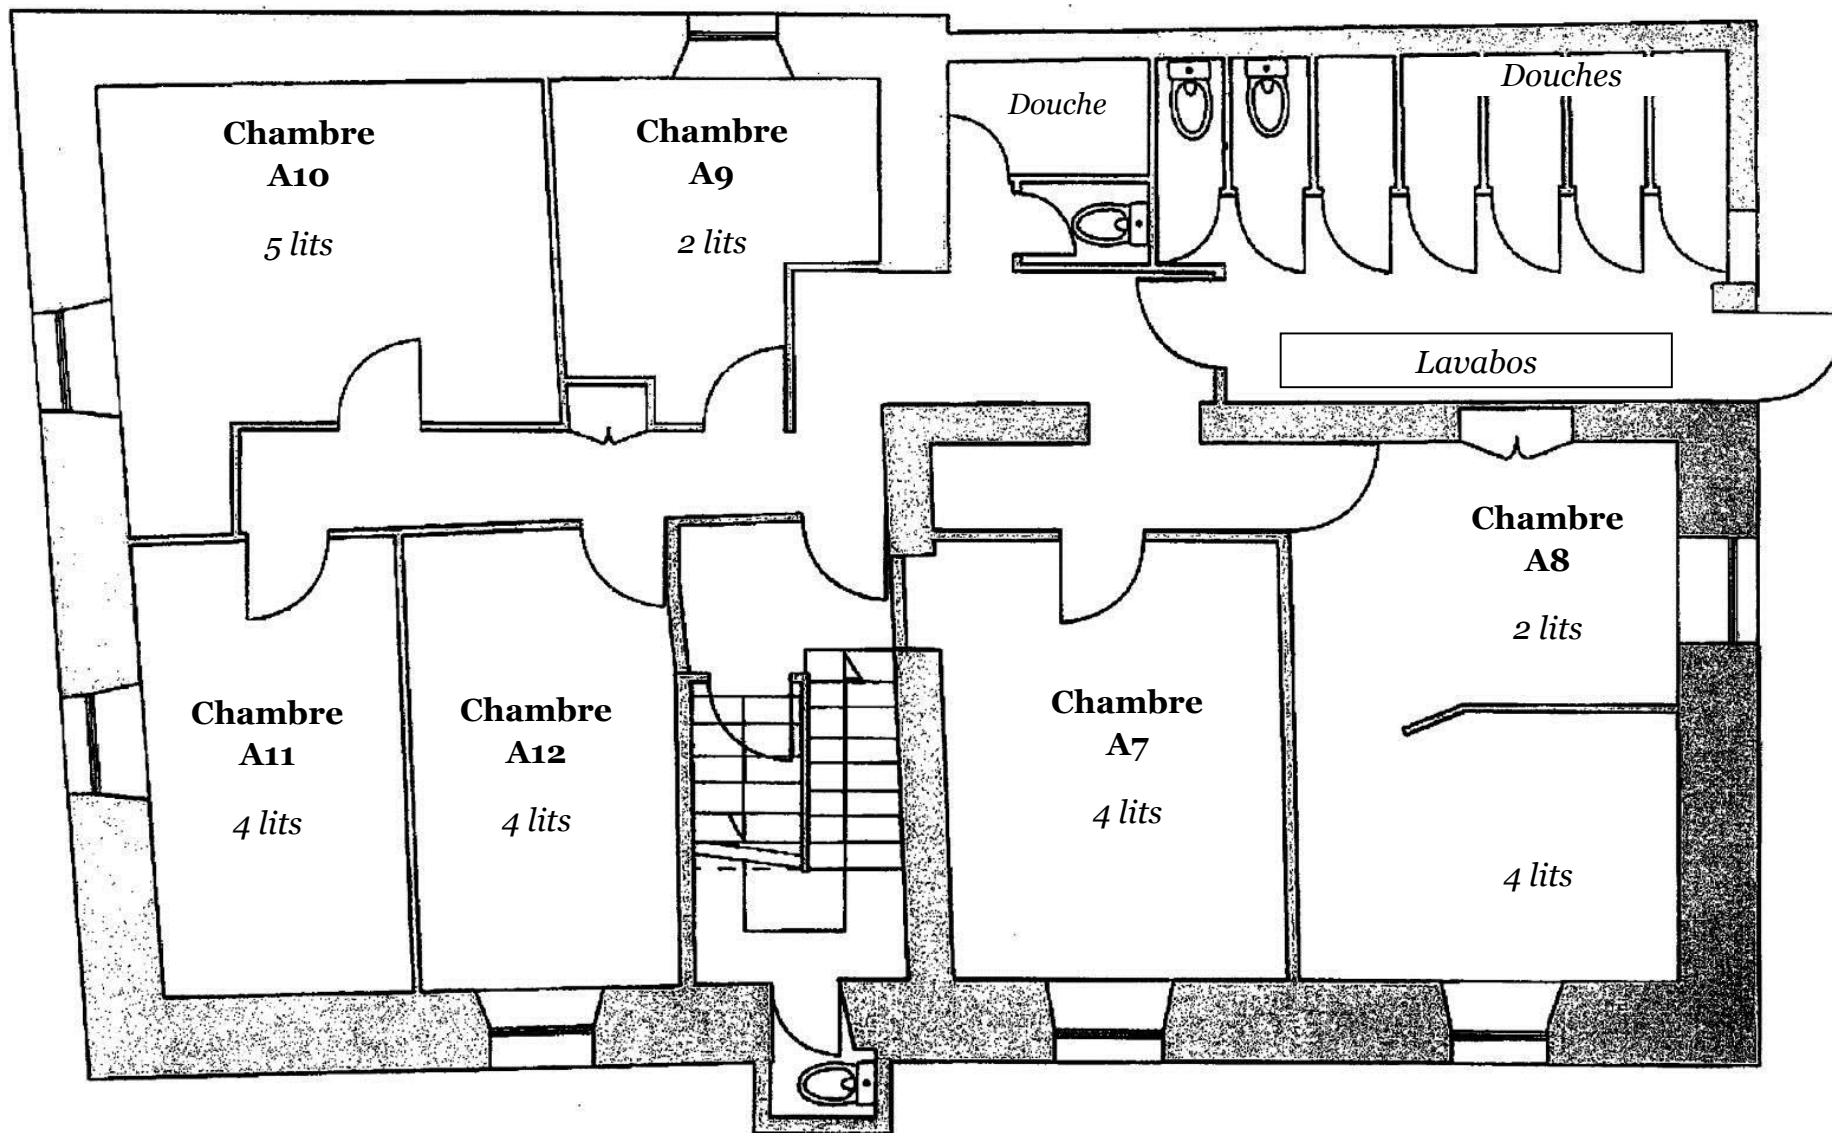 Chambre
A10
5 lits
Chambre
A9
2 lits
Douche
Douches
Lavabos
Chambre
A11
4 lits
Chambre
A12
4 lits
Chambre
A7
4 lits
Chambre
A8
2 lits
4 lits